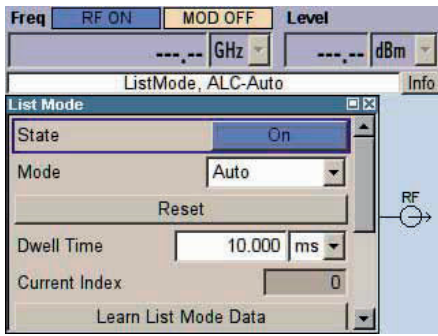 Freq RF ON MOD OFF Level
---.-- GHz ---.-- dBm
ListMode, ALC-Auto Info
List Mode
State On
Mode Auto
RF
Reset
Dwell Time 10.000 ms
Current Index 0
Learn List Mode Data